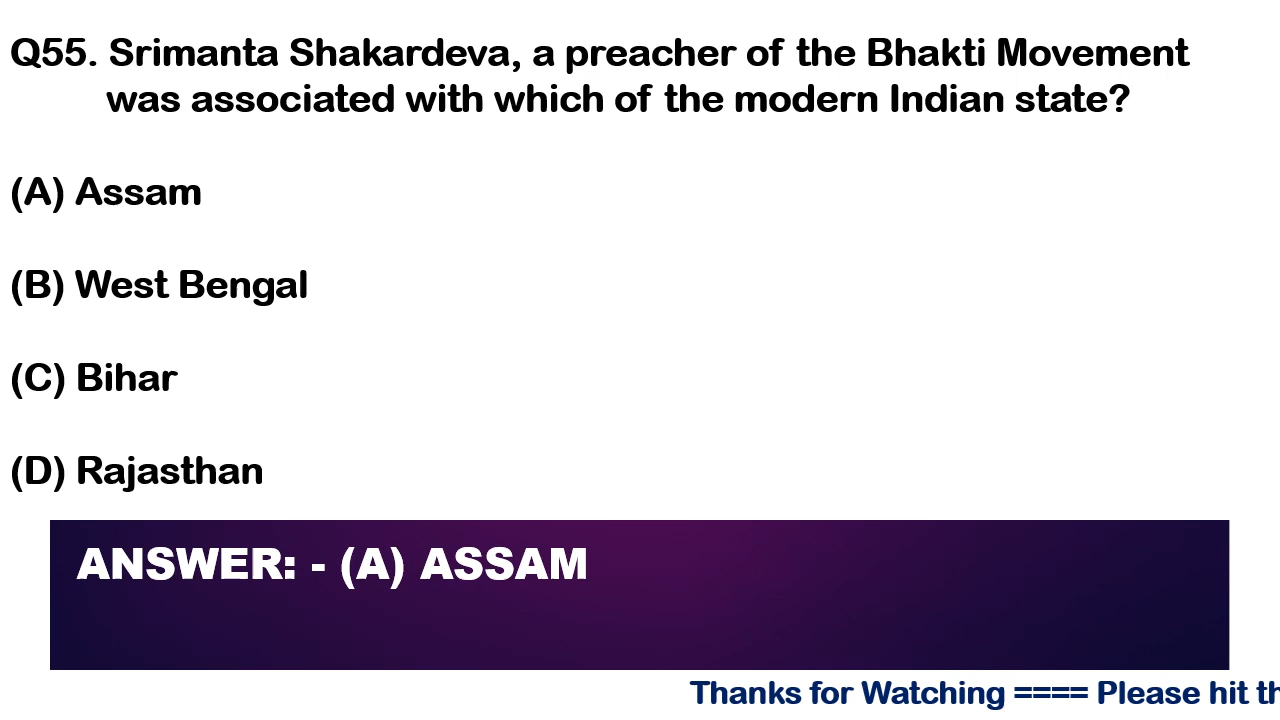 Q55. Srimanta Shakardeva, a preacher of the Bhakti Movement
was associated with which of the modern Indian state?
(A) Assam
(B) West Bengal
(C) Bihar
(D) Rajasthan
ANSWER: - (A) ASSAM
Thanks for Watching ==== Please hit th